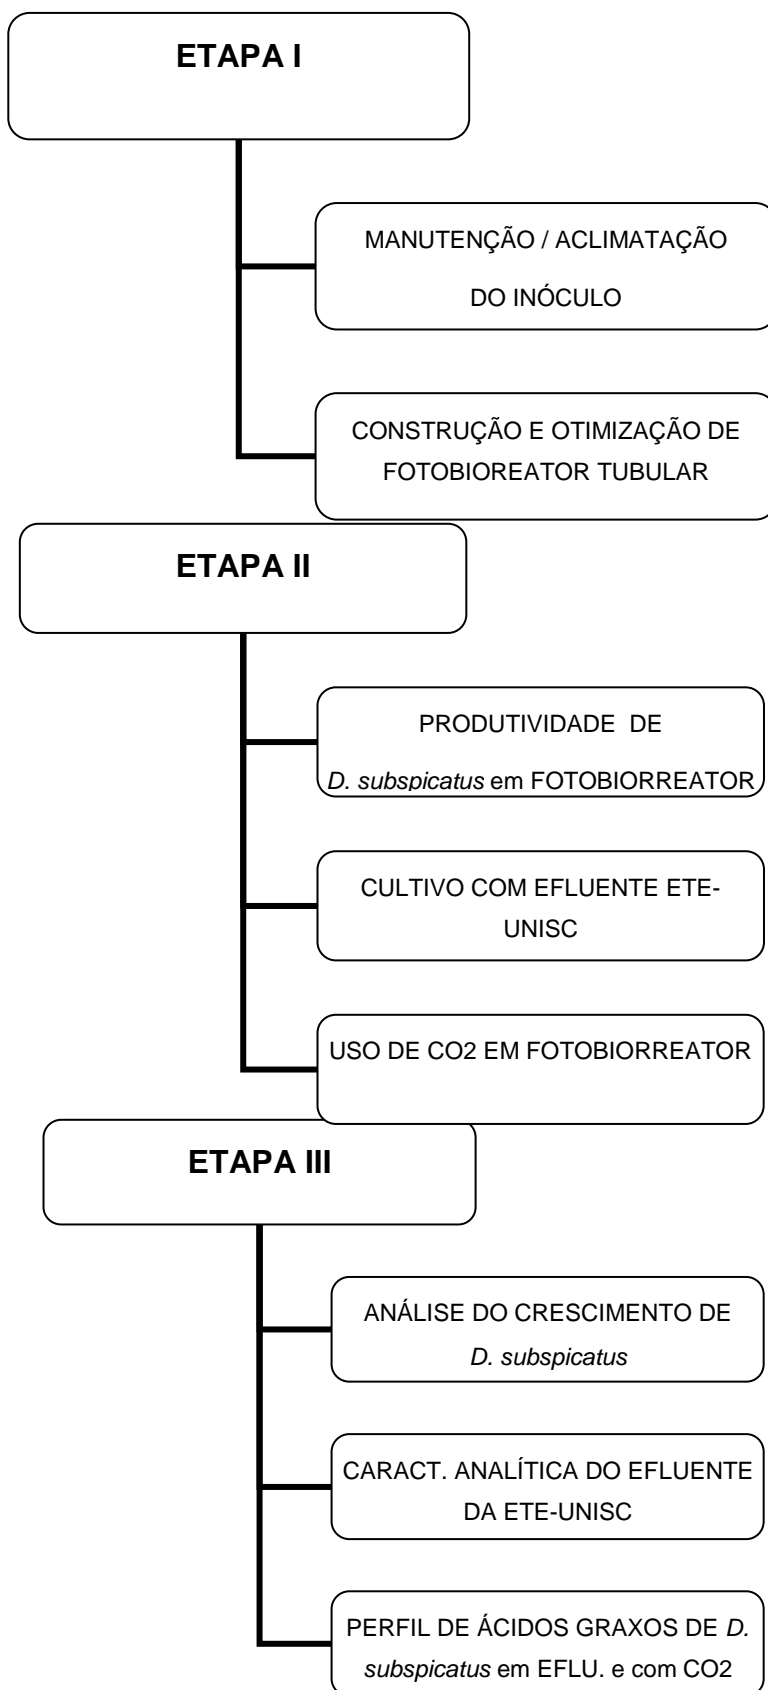 ETAPA I
MANUTENÇÃO / ACLIMATAÇÃO
DO INÓCULO
CONSTRUÇÃO E OTIMIZAÇÃO DE
FOTOBIOREATOR TUBULAR
ETAPA II
PRODUTIVIDADE DE
D. subspicatus em FOTOBIORREATOR
CULTIVO COM EFLUENTE ETE-
UNISC
USO DE CO2 EM FOTOBIORREATOR
ETAPA III
ANÁLISE DO CRESCIMENTO DE
D. subspicatus
CARACT. ANALÍTICA DO EFLUENTE
DA ETE-UNISC
PERFIL DE ÁCIDOS GRAXOS DE D.
subspicatus em EFLU. e com CO2